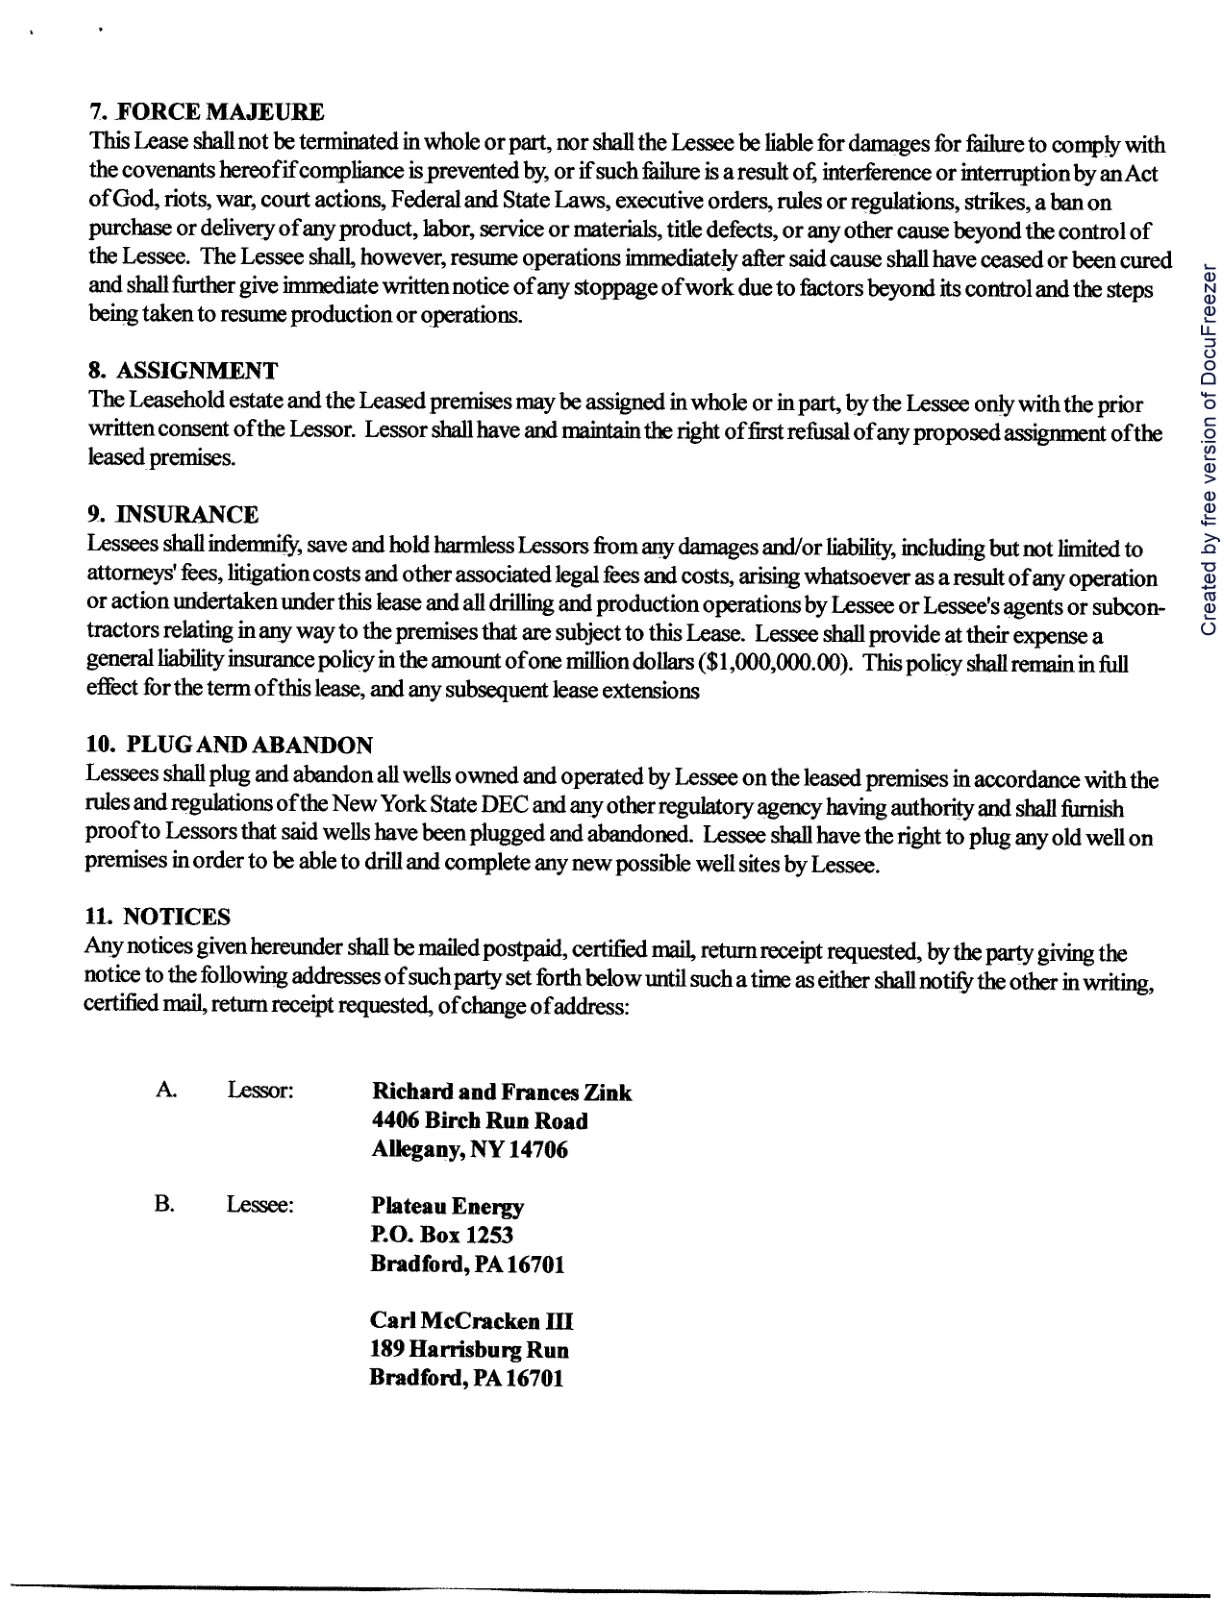 7. FORCE MAJEURE
This Lease shall not be terminated in whole or part, nor shall the Lessee be liable for damages for failure to comply with
the covenants hereof if compliance is prevented by, or if such failure is a result of, interference or interruption by an Act
of God, riots, war, court actions, Federal and State Laws, executive orders, rules or regulations, strikes, a ban on
purchase or delivery of any product, labor, service or materials, title defects, or any other cause beyond the control of
the Lessee. The Lessee shall, however, resume operations immediately after said cause shall have ceased or been cured
and shall further give immediate written notice of any stoppage of work due to factors beyond its control and the steps
being taken to resume production or operations.
8. ASSIGNMENT
The Leasehold estate and the Leased premises may be assigned in whole or in part, by the Lessee only with the prior
written consent of the Lessor. Lessor shall have and maintain the right of first refusal of any proposed assignment of the
leased premises.
9. INSURANCE
Lessees shall indemnify, save and hold harmless Lessors from any damages and/or liability, including but not limited to
attorneys' fees, litigation costs and other associated legal fees and costs, arising whatsoever as a result of any operation
or action undertaken under this lease and all drilling and production operations by Lessee or Lessee's agents or subcon-
tractors relating in any way to the premises that are subject to this Lease. Lessee shall provide at their expense a
general liability insurance policy in the amount of one million dollars ($1,000,000.00). This policy shall remain in full
effect for the term of this lease, and any subsequent lease extensions
10. PLUG AND ABANDON
Lessees shall plug and abandon all wells owned and operated by Lessee on the leased premises in accordance with the
rules and regulations of the New York State DEC and any other regulatory agency having authority and shall furnish
proof to Lessors that said wells have been plugged and abandoned. Lessee shall have the right to plug any old well on
premises in order to be able to drill and complete any new possible well sites by Lessee.
11. NOTICES
Any notices given hereunder shall be mailed postpaid, certified mail, return receipt requested, by the party giving the
notice to the following addresses of such party set forth below until such a time as either shall notify the other in writing,
certified mail, return receipt requested, of change of address:
A. Lessor: Richard and Frances Zink
4406 Birch Run Road
Allegany, NY 14706
B. Lessee: Plateau Energy
P.O. Box 1253
Bradford, PA 16701
Carl McCracken III
189 Harrisburg Run
Bradford, PA 16701
Created by free version of DocuFreezer